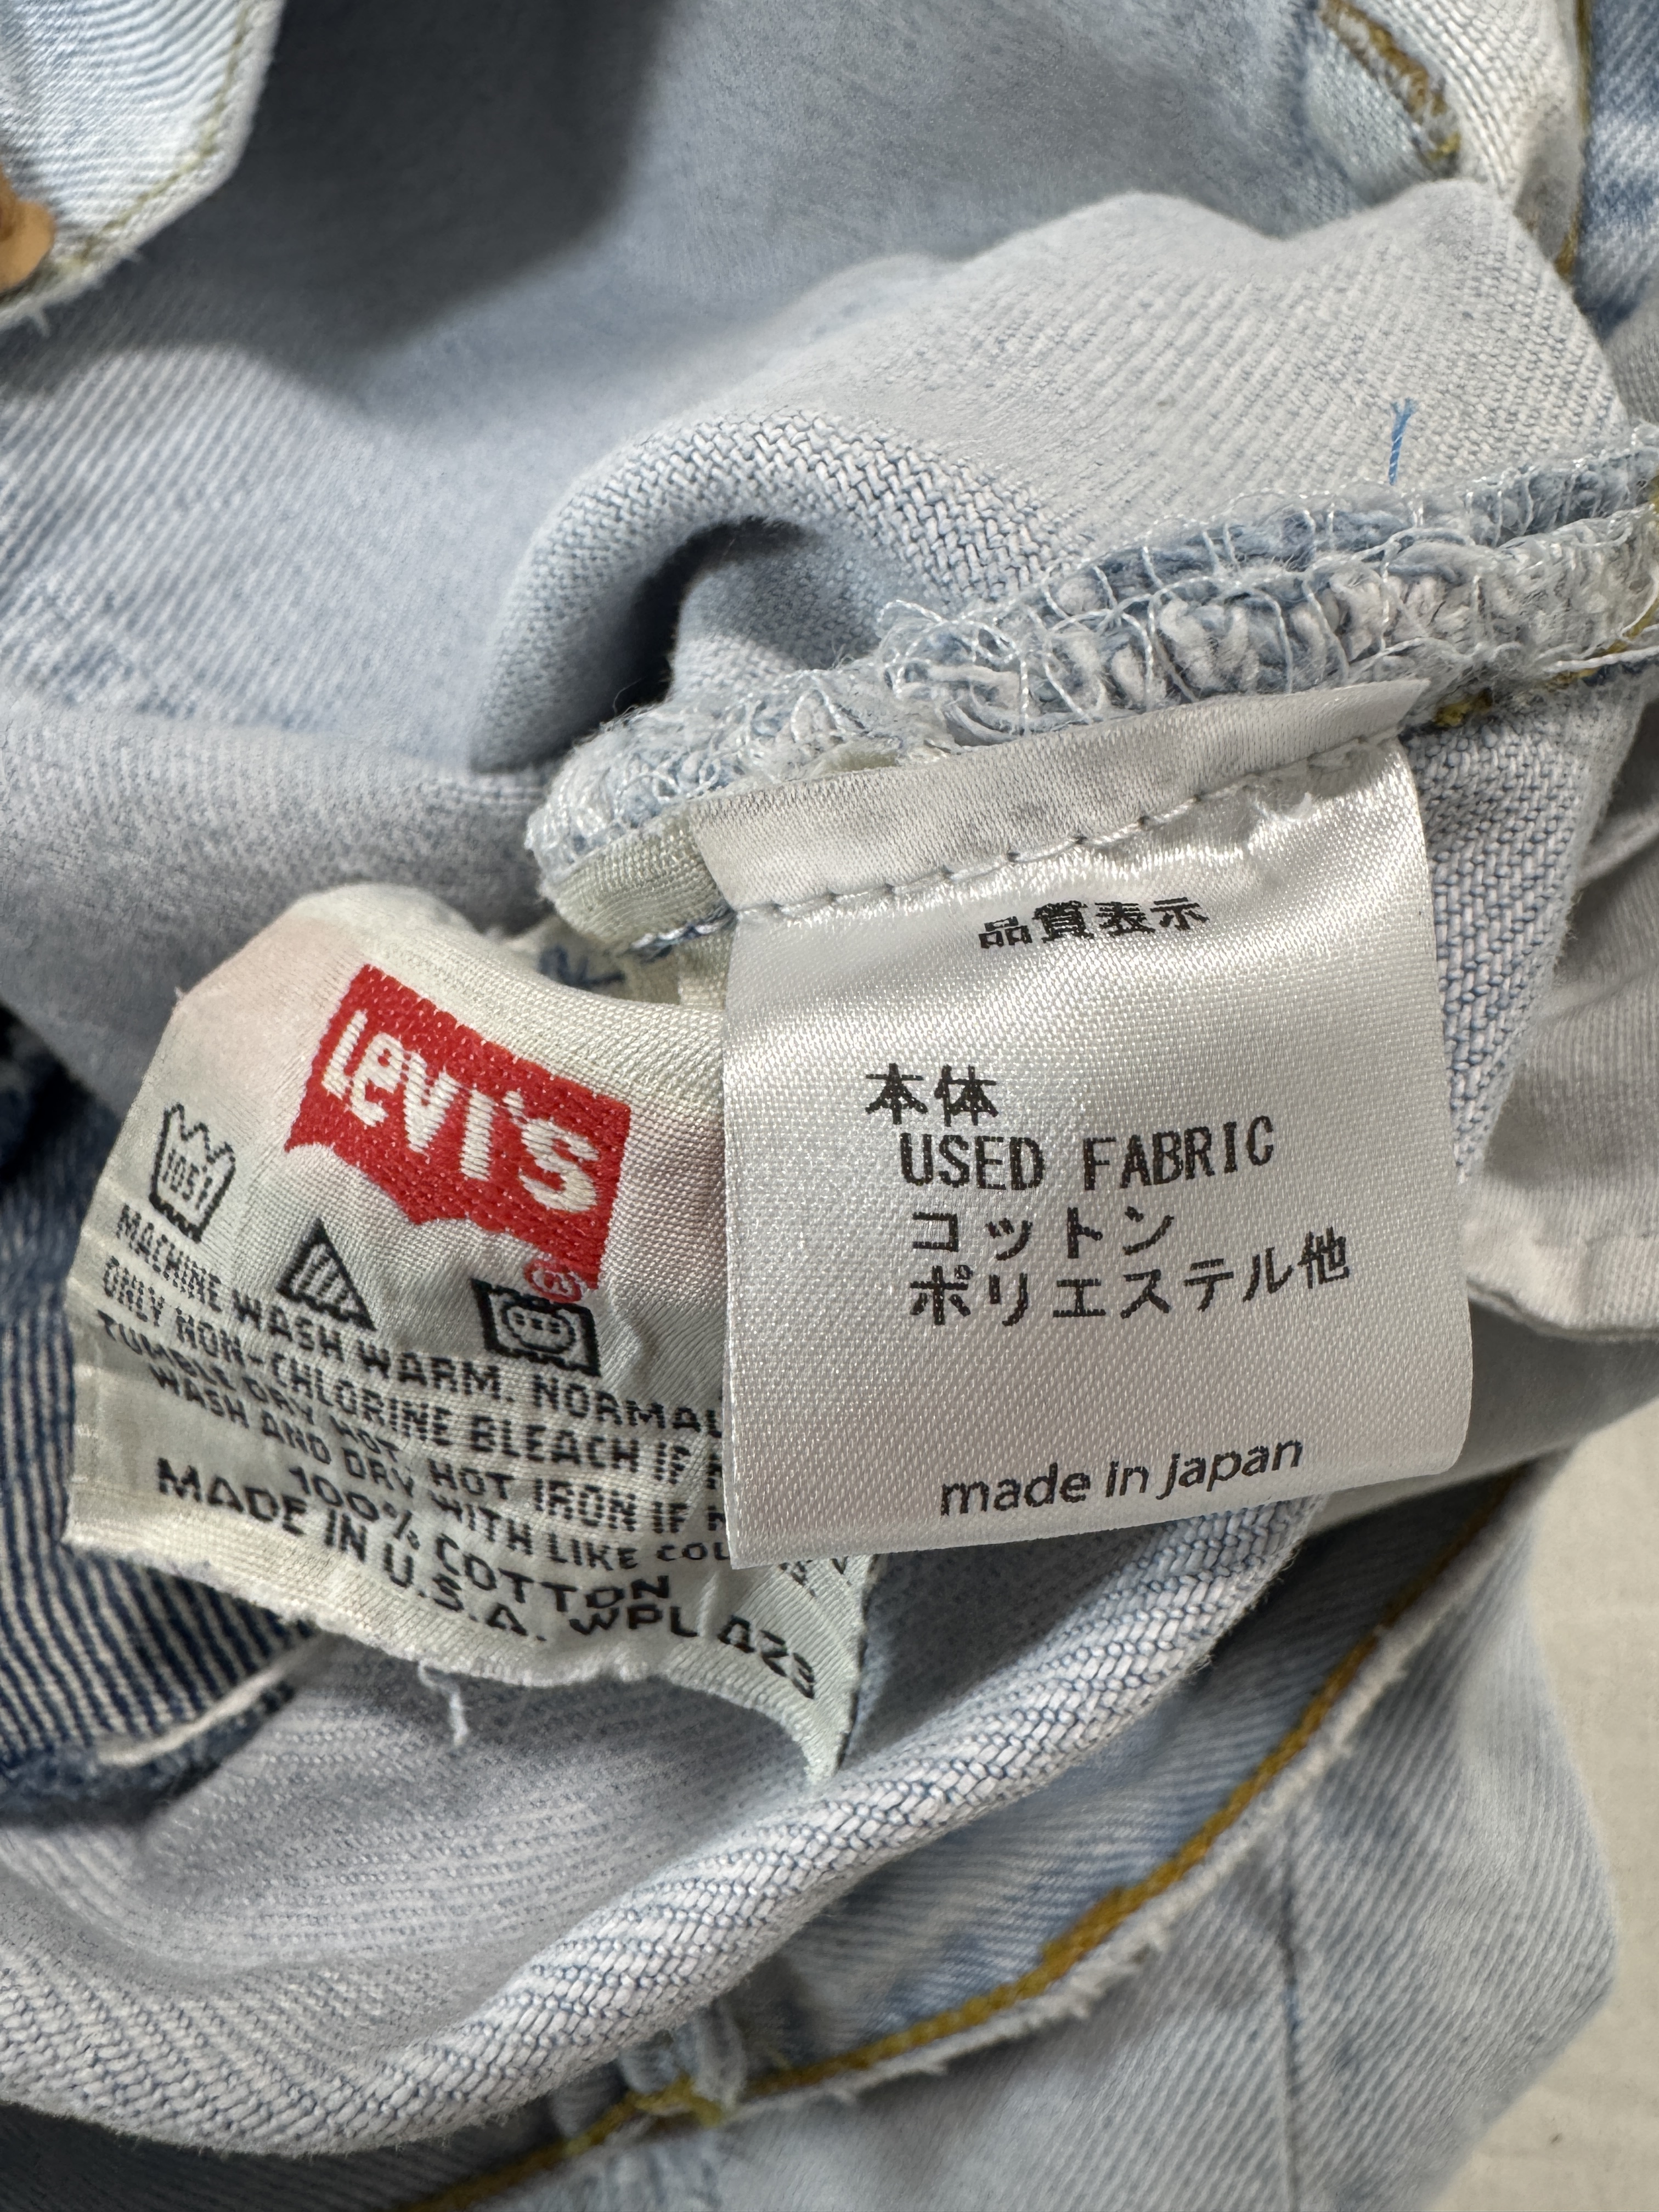 Levi's
®
105°
MACHINE WASH WARM. NORMAL
ONLY NON-CHLORINE BLEACH IF
TUMBLE DRY HOT, HOT IRON IF
WASH AND DRY WITH LIKE
100% COTTON
MADE IN U.S.A. WPL 423
品質表示
本体
USED FABRIC
コットン
ポリエステル他
made in japan